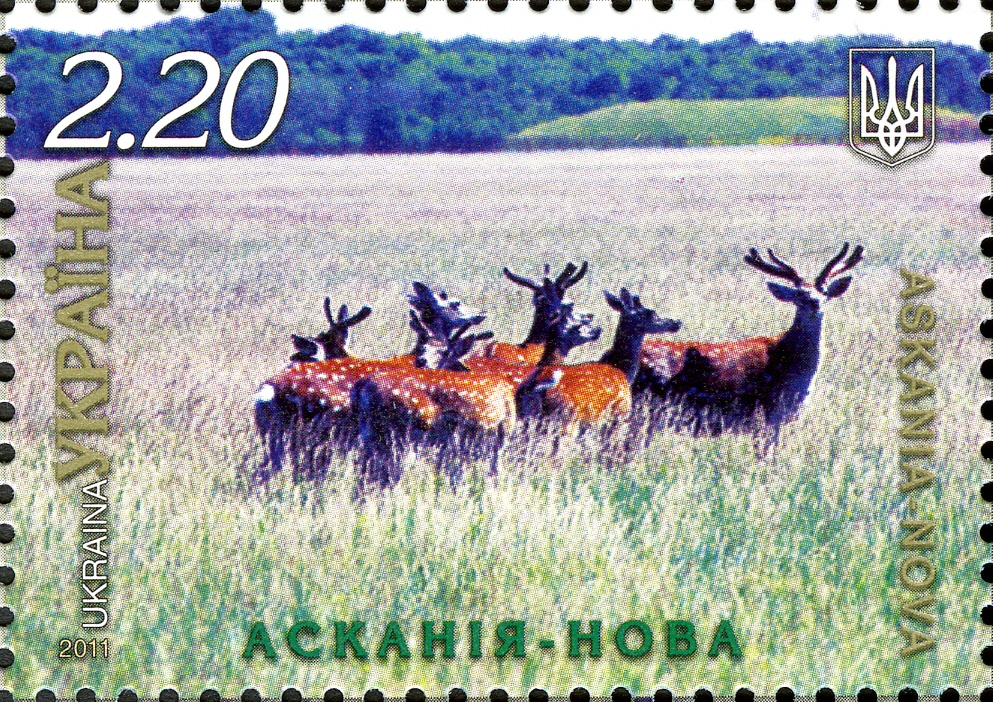 2.20
УКРАЇНА
UKRAINA
2011
АСКАНІЯ-НОВА
ASKANIA-NOVA